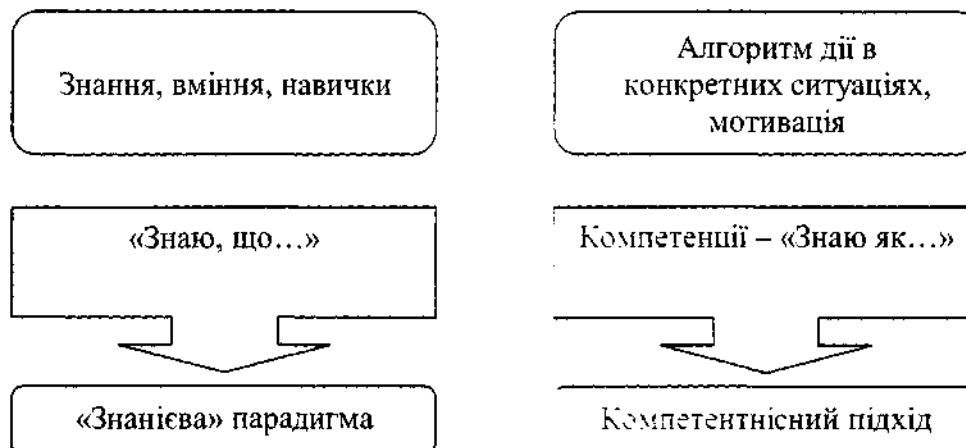 Знання, вміння, навички
Алгоритм дії в
конкретних ситуаціях,
мотивація
«Знаю, що…»
Компетенції – «Знаю як…»
«Знанієва» парадигма
Компетентнісний підхід